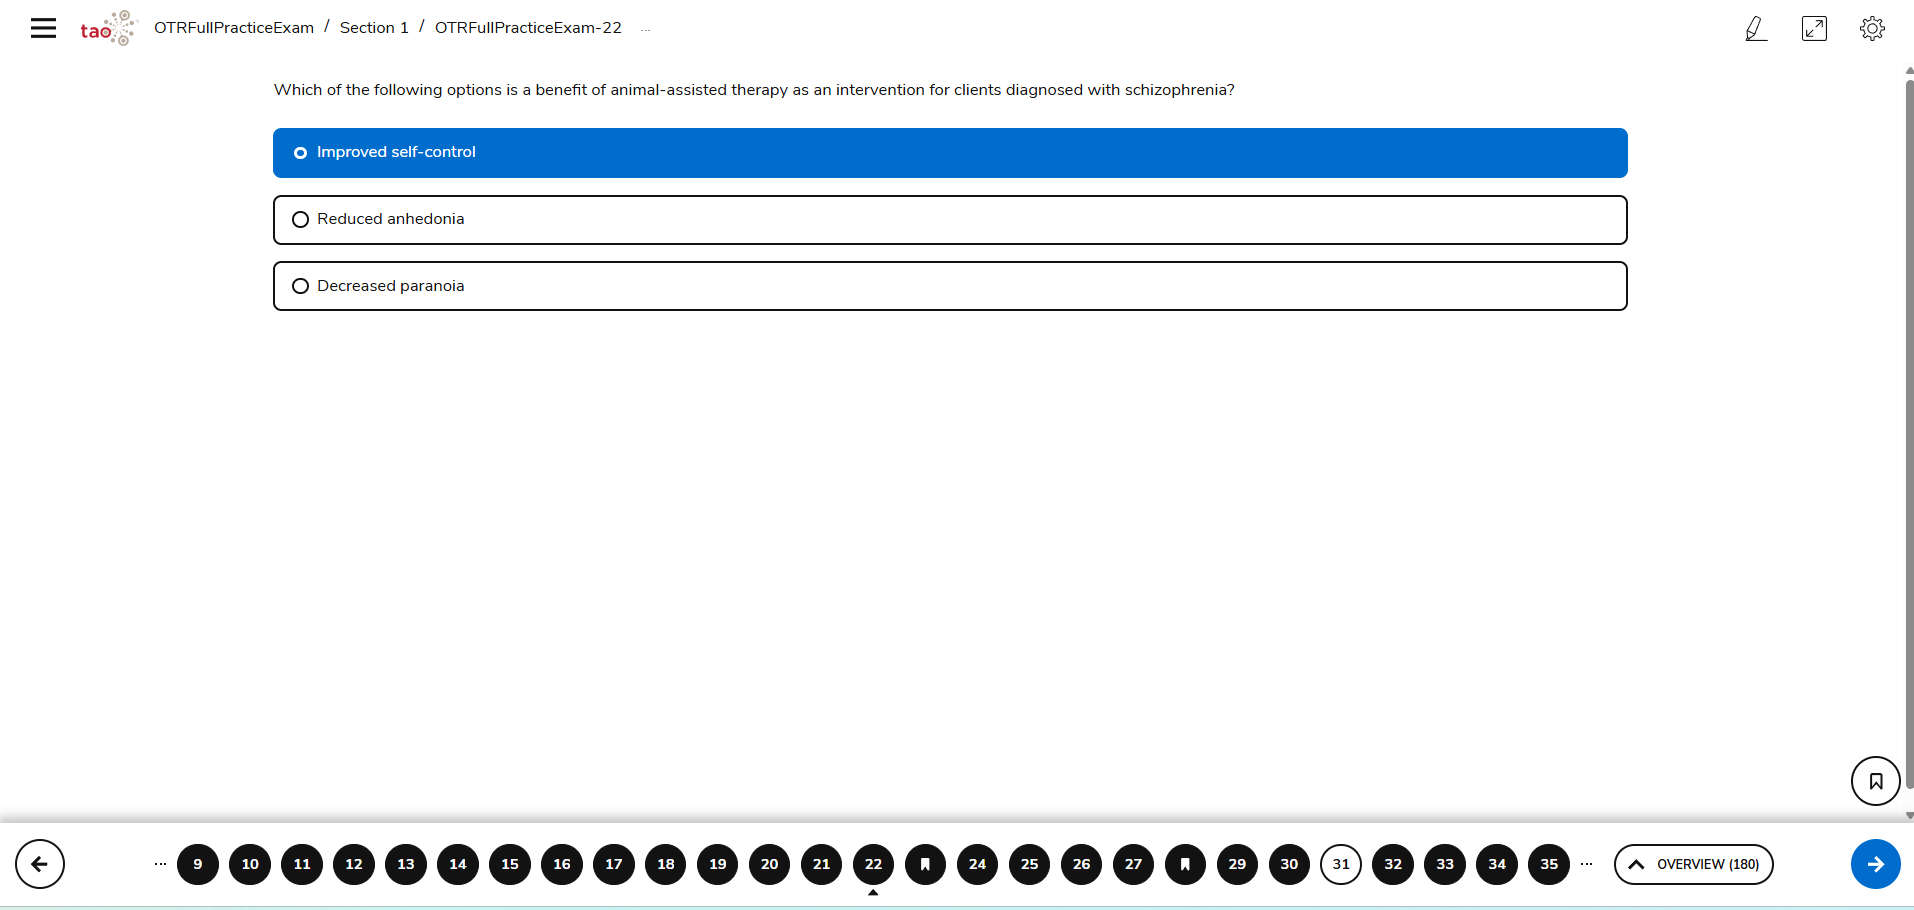 tao OTRFullPracticeExam / Section 1 / OTRFullPracticeExam-22 ...
Which of the following options is a benefit of animal-assisted therapy as an intervention for clients diagnosed with schizophrenia?
Improved self-control
Reduced anhedonia
Decreased paranoia
... 9 10 11 12 13 14 15 16 17 18 19 20 21 22 24 25 26 27 29 30 31 32 33 34 35 ... OVERVIEW (180)